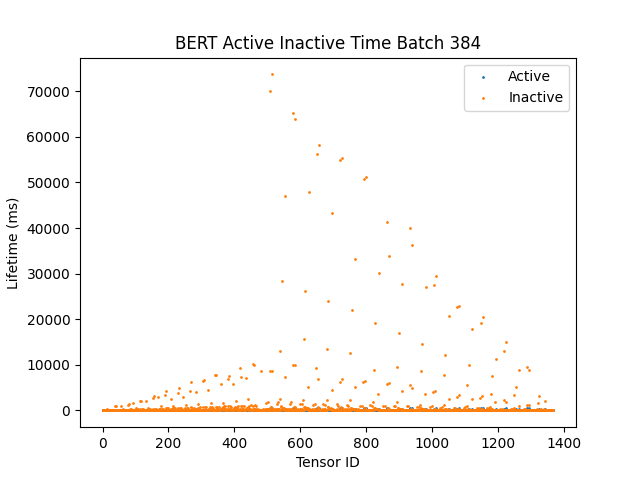 BERT Active Inactive Time Batch 384
Active
Inactive
Lifetime (ms)
70000
60000
50000
40000
30000
20000
10000
0
0 200 400 600 800 1000 1200 1400
Tensor ID